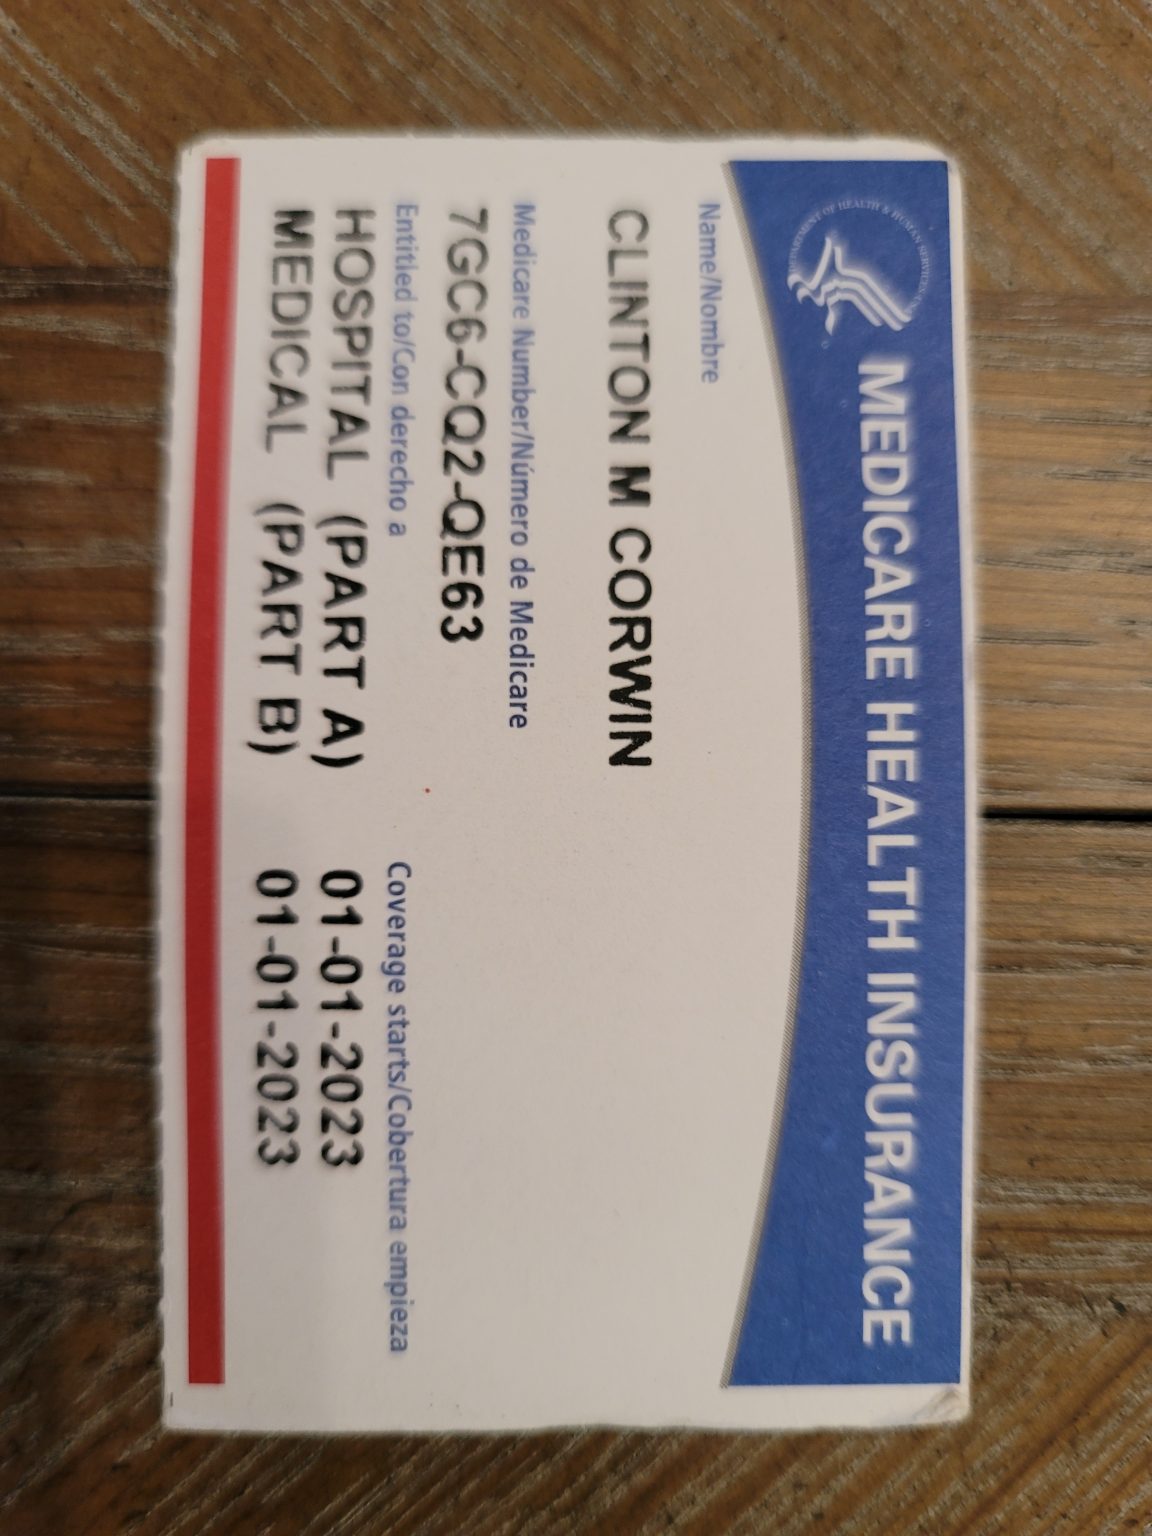 MEDICARE HEALTH INSURANCE
DEPARTMENT OF HEALTH & HUMAN SERVICES
Name/Nombre
CLINTON M CORWIN
Medicare Number/Número de Medicare
7GC6-CQ2-QE63
Entitled to/Con derecho a
Coverage starts/Cobertura empieza
HOSPITAL (PART A) 01-01-2023
MEDICAL (PART B) 01-01-2023